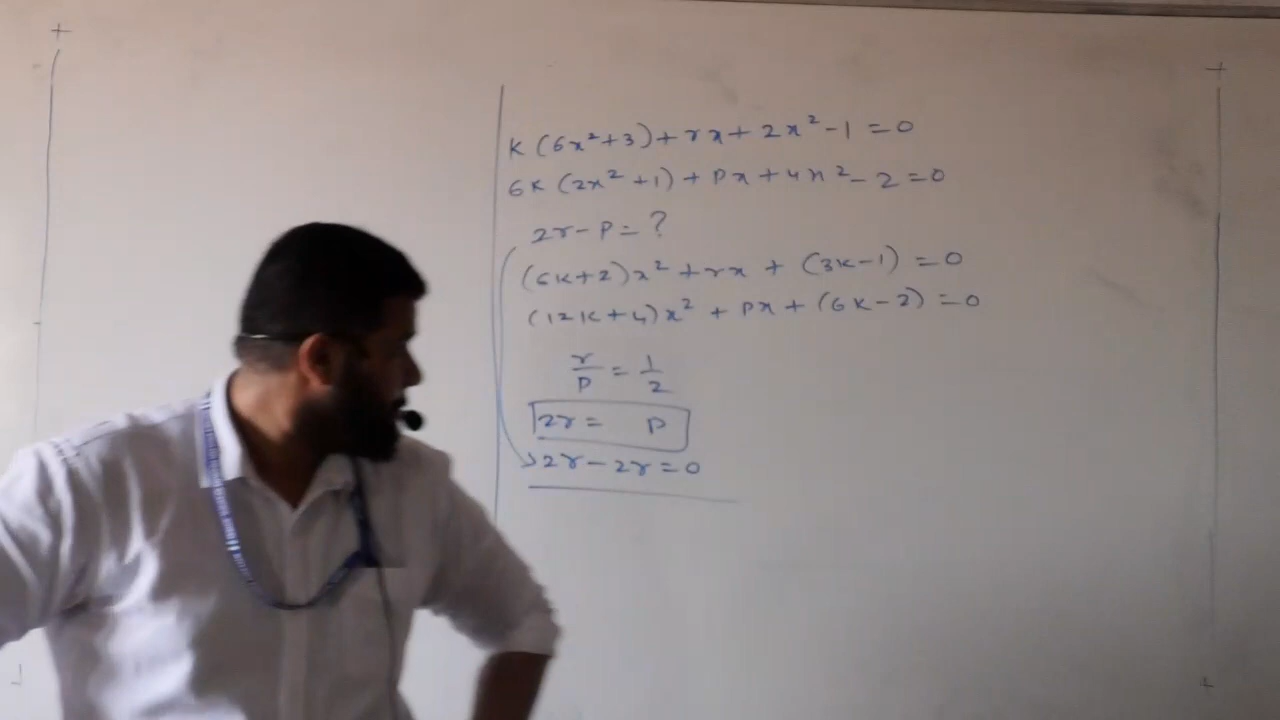 K(6x²+3)+rx+2x²-1=0
6K(2x²+1)+Px+4x²-2=0
2r-P=?
(6K+2)x²+rx+(3K-1)=0
(12K+4)x²+Px+(6K-2)=0
r/P=1/2
2r= P
2r-2r=0